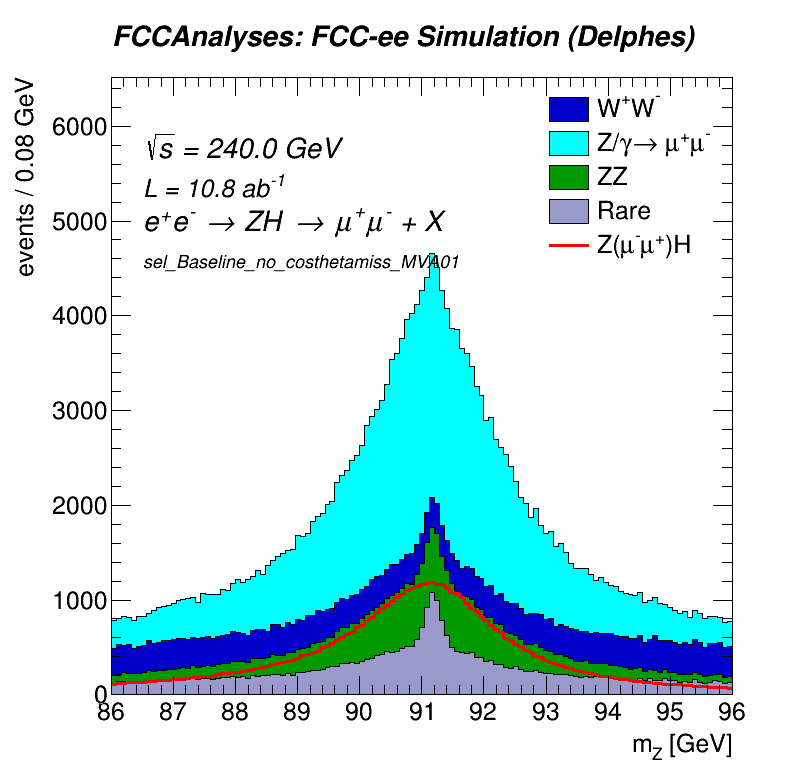 FCCAnalyses: FCC-ee Simulation (Delphes)
events / 0.08 GeV
6000
5000
4000
3000
2000
1000
0
√s = 240.0 GeV
L = 10.8 ab⁻¹
e⁺e⁻ → ZH → μ⁺μ⁻ + X
sel_Baseline_no_costhetamiss_MVA01
W⁺W⁻
Z/γ→ μ⁺μ⁻
ZZ
Rare
Z(μ⁻μ⁺)H
86 87 88 89 90 91 92 93 94 95 96
m_Z [GeV]